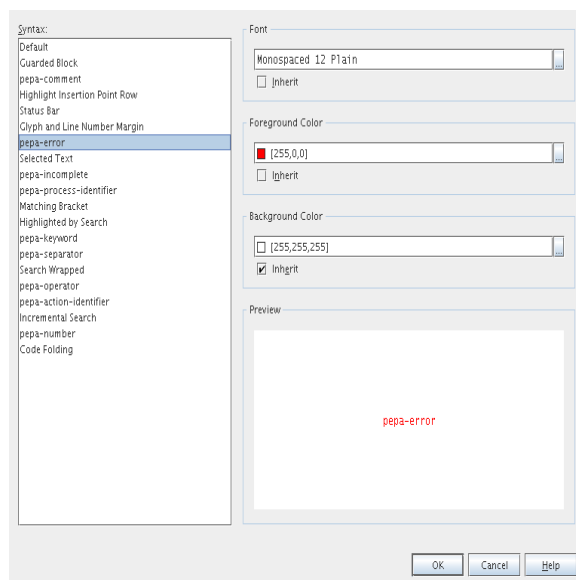 Syntax:
Default
Guarded Block
pepa-comment
Highlight Insertion Point Row
Status Bar
Glyph and Line Number Margin
pepa-error
Selected Text
pepa-incomplete
pepa-process-identifier
Matching Bracket
Highlighted by Search
pepa-keyword
pepa-separator
Search Wrapped
pepa-operator
pepa-action-identifier
Incremental Search
pepa-number
Code Folding
Font
Monospaced 12 Plain
...
Inherit
Foreground Color
[255,0,0]
...
Inherit
Background Color
[255,255,255]
...
Inherit
Preview
pepa-error
OK
Cancel
Help